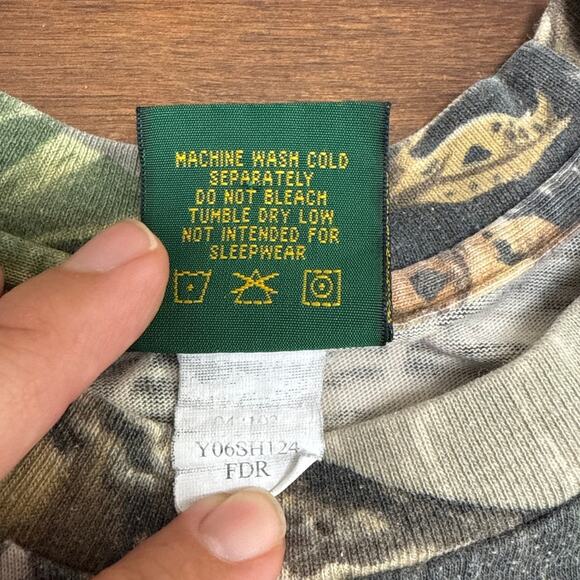 MACHINE WASH COLD
SEPARATELY
DO NOT BLEACH
TUMBLE DRY LOW
NOT INTENDED FOR
SLEEPWEAR
Y06SH124
FDR